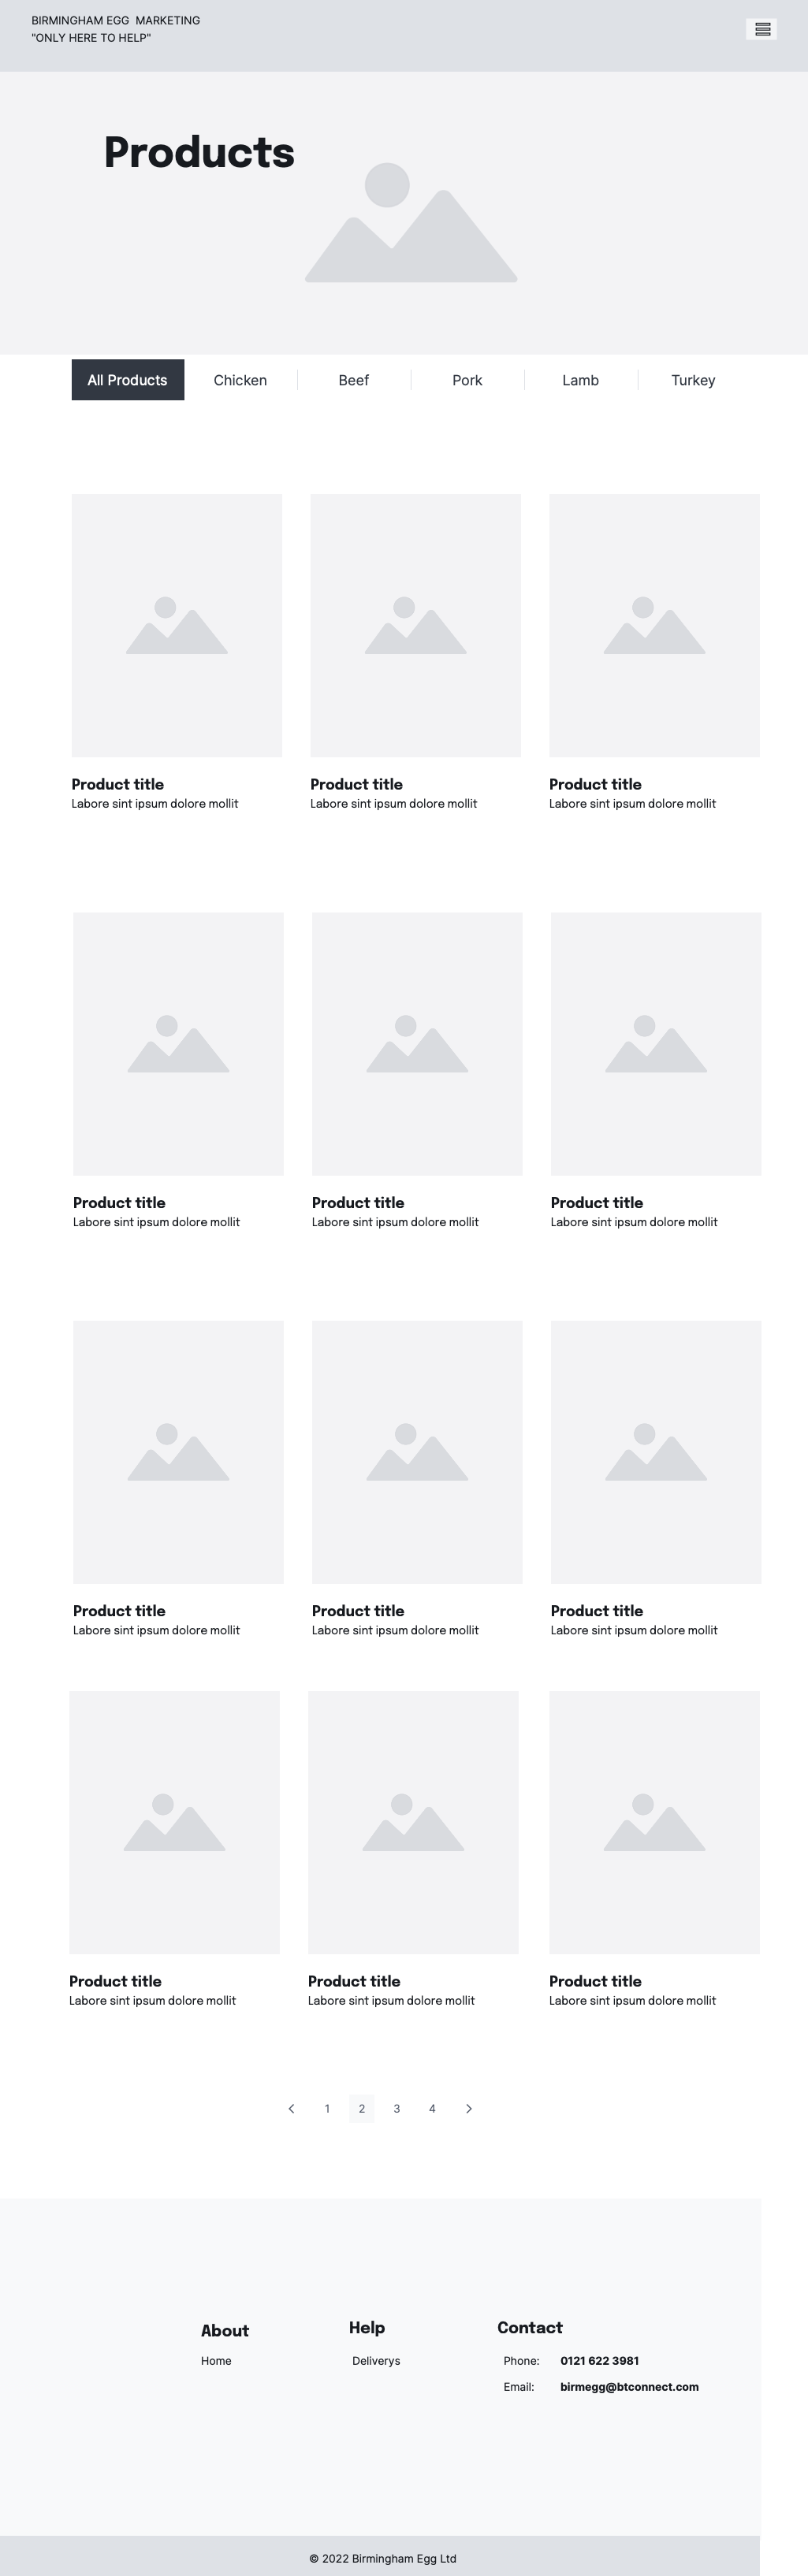 BIRMINGHAM EGG  MARKETING
"ONLY HERE TO HELP"
Products
All Products Chicken Beef Pork Lamb Turkey
Product title Product title Product title
Labore sint ipsum dolore mollit Labore sint ipsum dolore mollit Labore sint ipsum dolore mollit
Product title Product title Product title
Labore sint ipsum dolore mollit Labore sint ipsum dolore mollit Labore sint ipsum dolore mollit
Product title Product title Product title
Labore sint ipsum dolore mollit Labore sint ipsum dolore mollit Labore sint ipsum dolore mollit
Product title Product title Product title
Labore sint ipsum dolore mollit Labore sint ipsum dolore mollit Labore sint ipsum dolore mollit
1 2 3 4
About Help Contact
Home Deliverys Phone: 0121 622 3981
Email: birmegg@btconnect.com
© 2022 Birmingham Egg Ltd